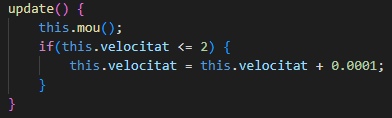 update() {
this.mou();
if(this.velocitat <= 2) {
this.velocitat = this.velocitat + 0.0001;
}
}